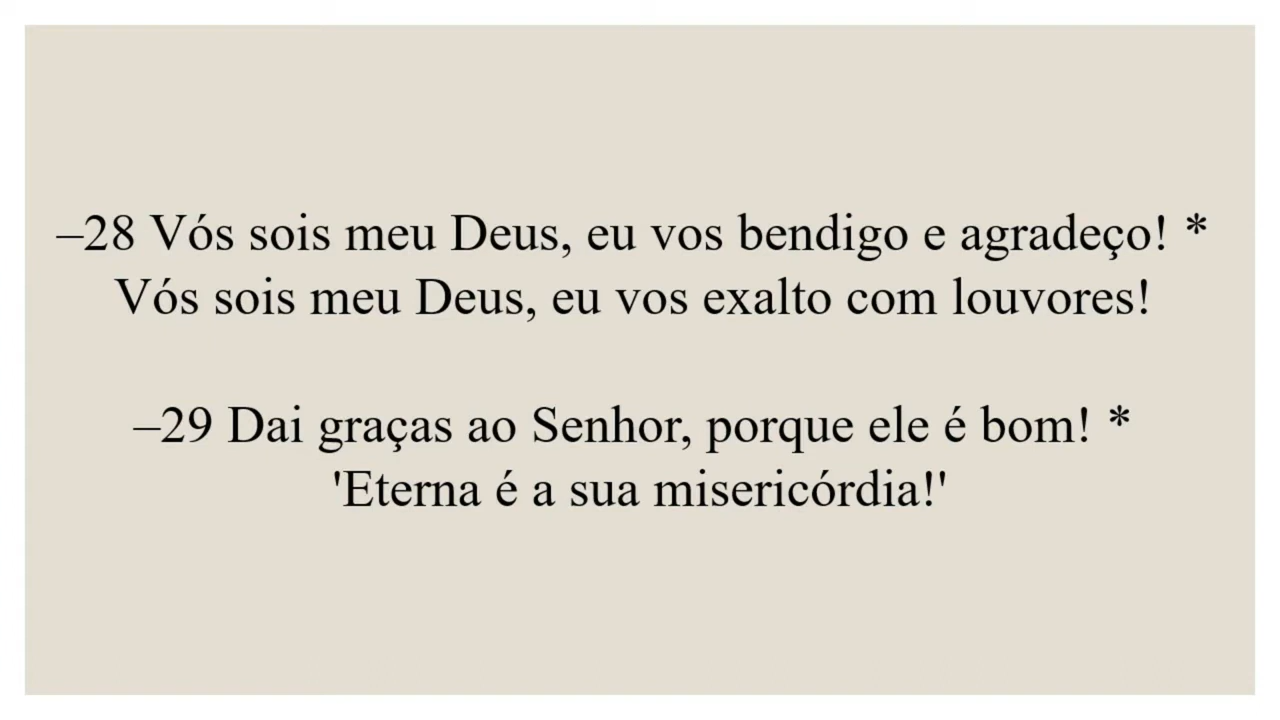 –28 Vós sois meu Deus, eu vos bendigo e agradeço! *
Vós sois meu Deus, eu vos exalto com louvores!
–29 Dai graças ao Senhor, porque ele é bom! *
'Eterna é a sua misericórdia!'